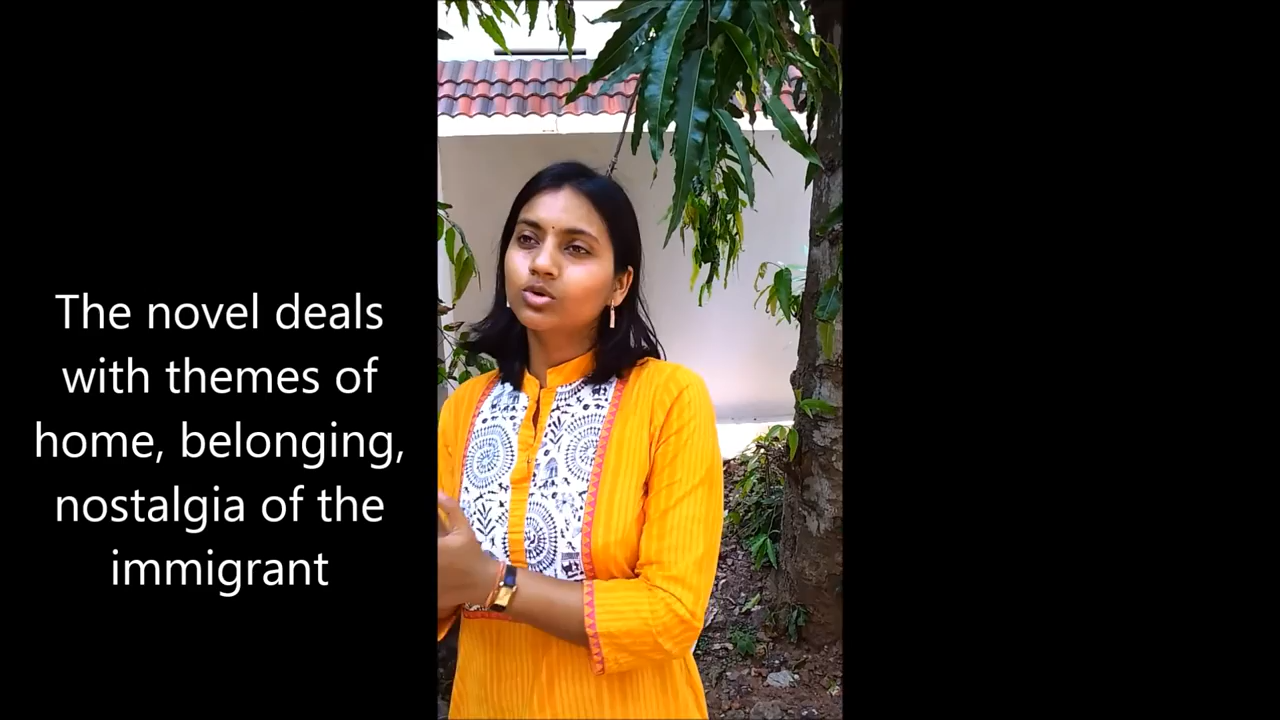 The novel deals
with themes of
home, belonging,
nostalgia of the
immigrant